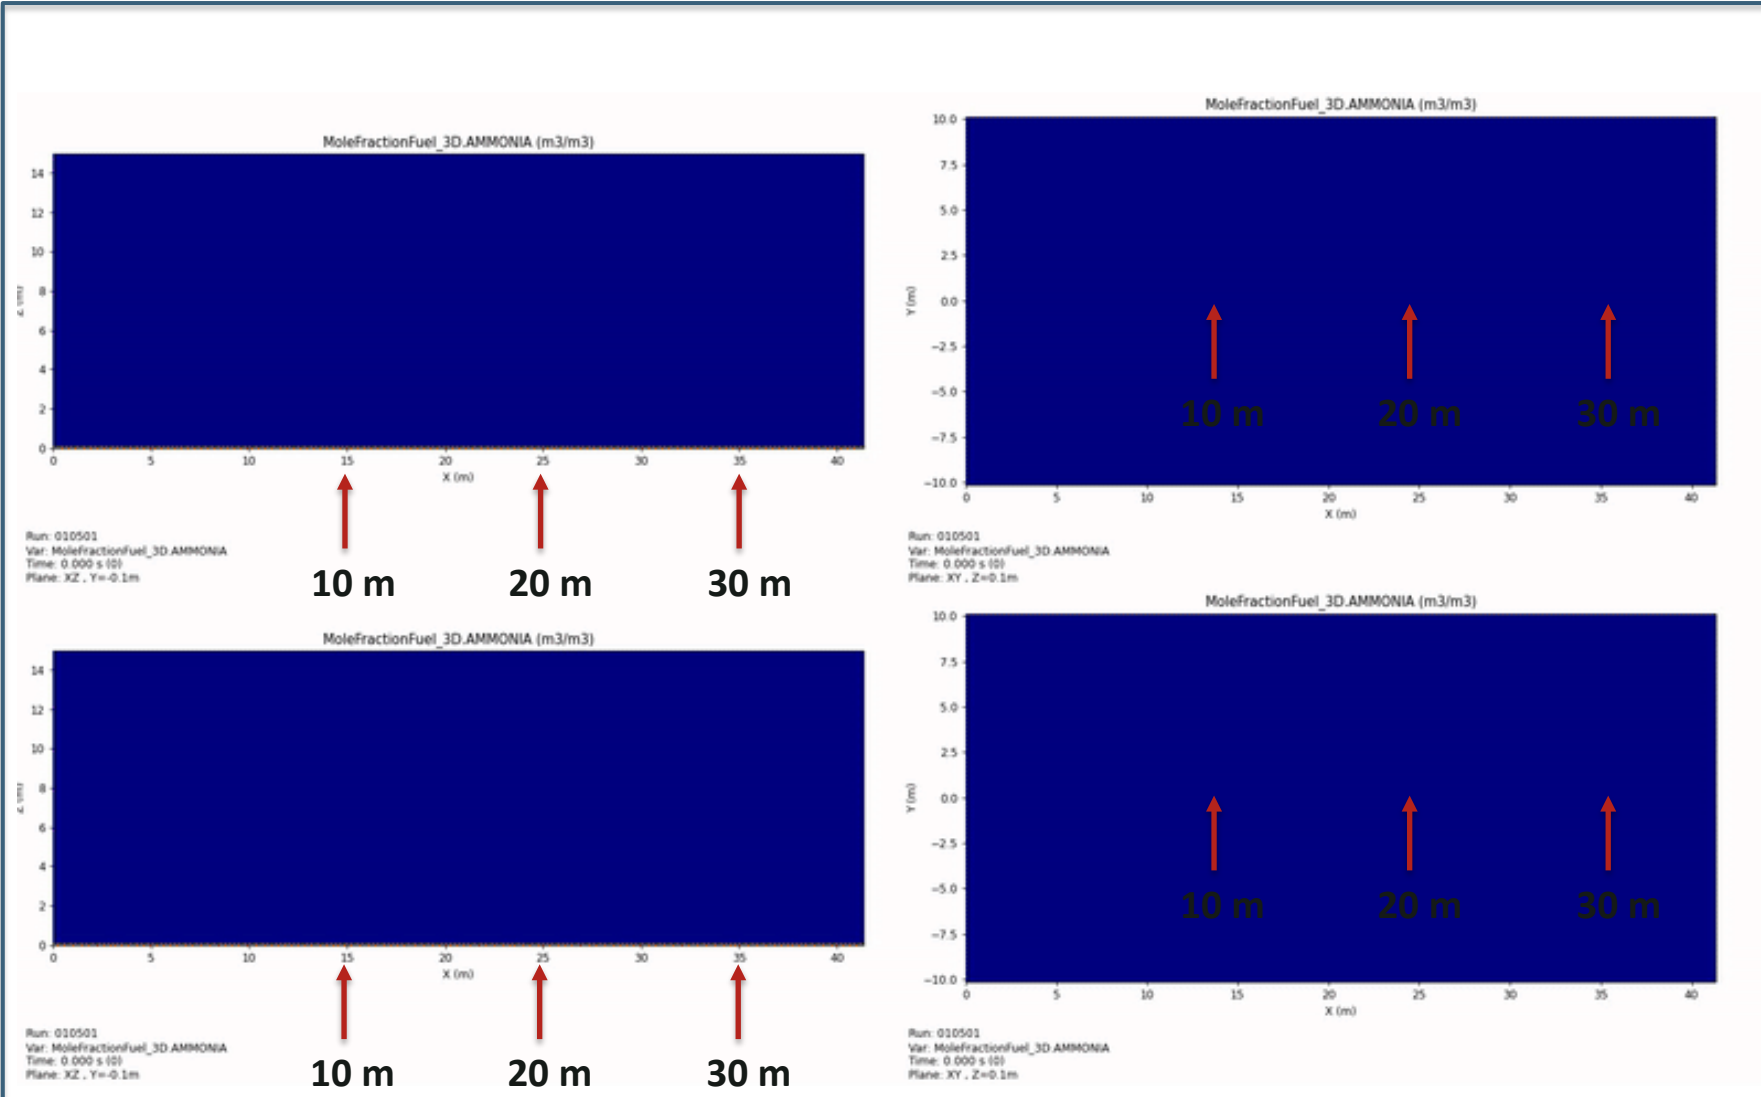 MoleFractionFuel_3D.AMMONIA (m3/m3)
14
12
10
8
6
4
2
0
0 5 10 15 20 25 30 35 40
X (m)
Run: 010501
Var: MoleFractionFuel_3D.AMMONIA
Time: 0.000 s (0)
Plane: XZ , Y=-0.1m
10 m 20 m 30 m
MoleFractionFuel_3D.AMMONIA (m3/m3)
10.0
7.5
5.0
2.5
0.0
−2.5
−5.0
−7.5
−10.0
Y (m)
10 m 20 m 30 m
0 5 10 15 20 25 30 35 40
X (m)
Run: 010501
Var: MoleFractionFuel_3D.AMMONIA
Time: 0.000 s (0)
Plane: XY , Z=0.1m
MoleFractionFuel_3D.AMMONIA (m3/m3)
14
12
10
8
6
4
2
0
0 5 10 15 20 25 30 35 40
X (m)
Run: 010501
Var: MoleFractionFuel_3D.AMMONIA
Time: 0.000 s (0)
Plane: XZ , Y=-0.1m
10 m 20 m 30 m
MoleFractionFuel_3D.AMMONIA (m3/m3)
10.0
7.5
5.0
2.5
0.0
−2.5
−5.0
−7.5
−10.0
Y (m)
10 m 20 m 30 m
0 5 10 15 20 25 30 35 40
X (m)
Run: 010501
Var: MoleFractionFuel_3D.AMMONIA
Time: 0.000 s (0)
Plane: XY , Z=0.1m